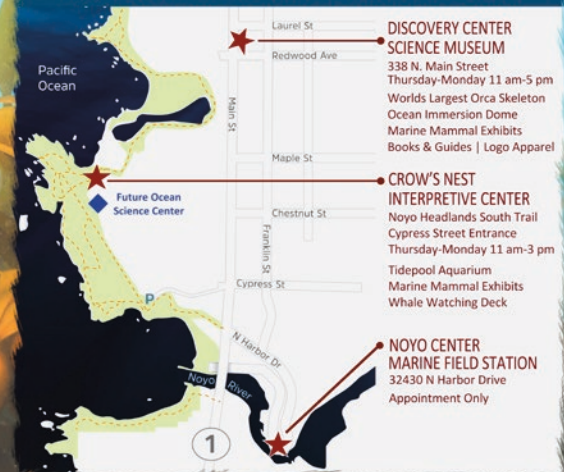 Pacific
Ocean
Laurel St
Redwood Ave
Main St
Maple St
Future Ocean
Science Center
Chestnut St
Franklin St
Cypress St
P
N Harbor Dr
Noyo River
1
DISCOVERY CENTER
SCIENCE MUSEUM
338 N. Main Street
Thursday-Monday 11 am-5 pm
Worlds Largest Orca Skeleton
Ocean Immersion Dome
Marine Mammal Exhibits
Books & Guides | Logo Apparel
CROW'S NEST
INTERPRETIVE CENTER
Noyo Headlands South Trail
Cypress Street Entrance
Thursday-Monday 11 am-3 pm
Tidepool Aquarium
Marine Mammal Exhibits
Whale Watching Deck
NOYO CENTER
MARINE FIELD STATION
32430 N Harbor Drive
Appointment Only